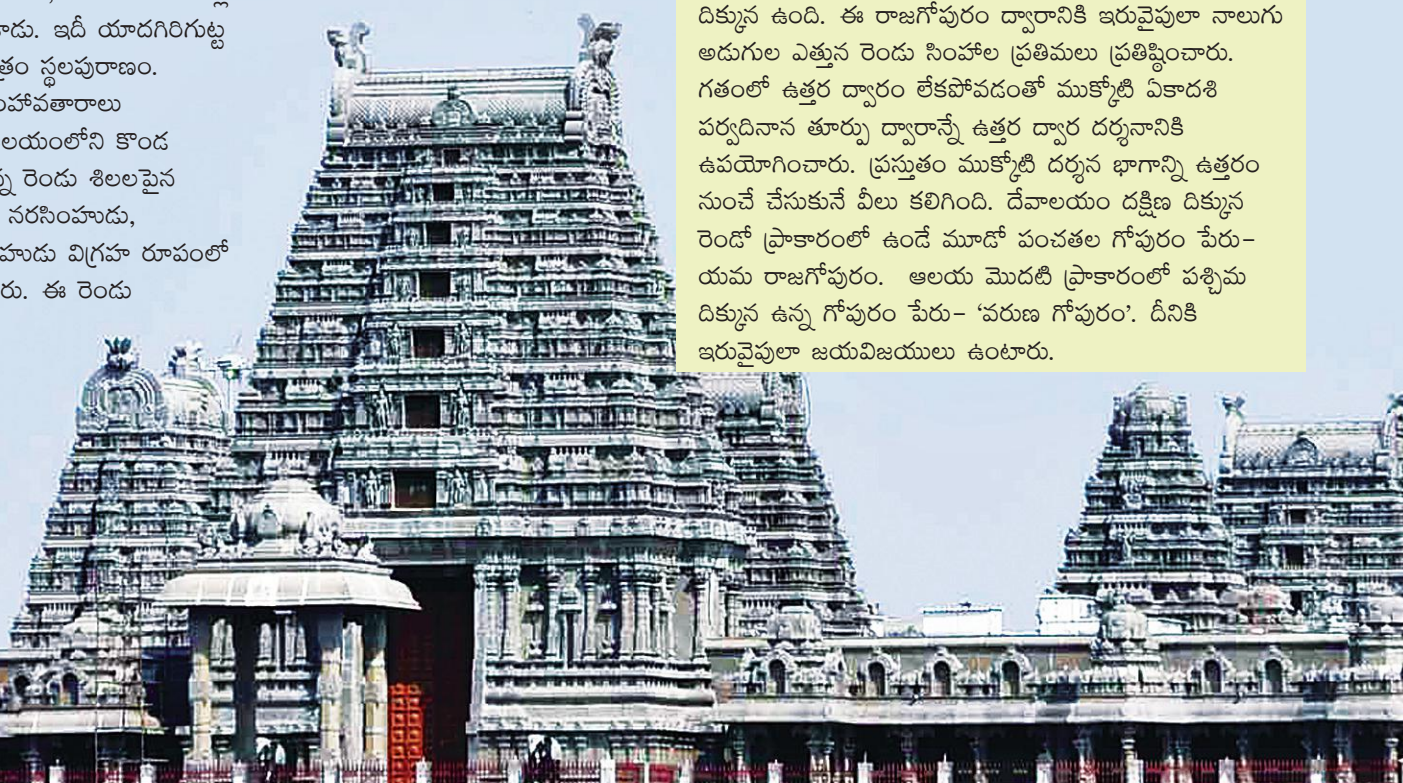 ాడు. ఇదీ యాదగిరిగుట్ట
త్రం స్థలపురాణం.
ంహావతారాలు
లయంలోని కొండ
న్న రెండు శిలలపైన
నరసింహుడు,
హుడు విగ్రహ రూపంలో
రు. ఈ రెండు
దిక్కున ఉంది. ఈ రాజగోపురం ద్వారానికి ఇరువైపులా నాలుగు
అడుగుల ఎత్తున రెండు సింహాల ప్రతిమలు ప్రతిష్ఠించారు.
గతంలో ఉత్తర ద్వారం లేకపోవడంతో ముక్కోటి ఏకాదశి
పర్వదినాన తూర్పు ద్వారాన్నే ఉత్తర ద్వార దర్శనానికి
ఉపయోగించారు. ప్రస్తుతం ముక్కోటి దర్శన భాగాన్ని ఉత్తరం
నుంచే చేసుకునే వీలు కలిగింది. దేవాలయం దక్షిణ దిక్కున
రెండో ప్రాకారంలో ఉండే మూడో పంచతల గోపురం పేరు-
యమ రాజగోపురం. ఆలయ మొదటి ప్రాకారంలో పశ్చిమ
దిక్కున ఉన్న గోపురం పేరు- ‘వరుణ గోపురం’. దీనికి
ఇరువైపులా జయవిజయులు ఉంటారు.